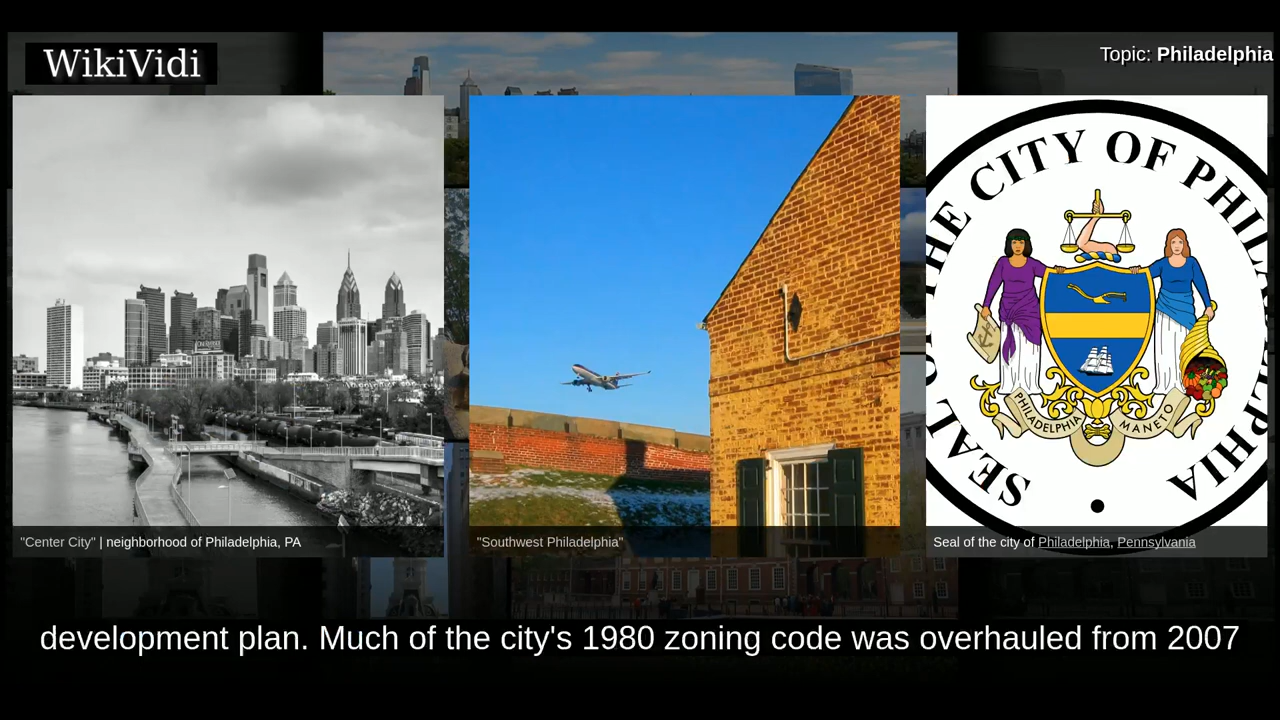 WikiVidi
Topic: Philadelphia
SEAL OF THE CITY OF PHILADELPHIA
PHILADELPHIA MANETO
"Center City" | neighborhood of Philadelphia, PA
"Southwest Philadelphia"
Seal of the city of Philadelphia, Pennsylvania
development plan. Much of the city's 1980 zoning code was overhauled from 2007